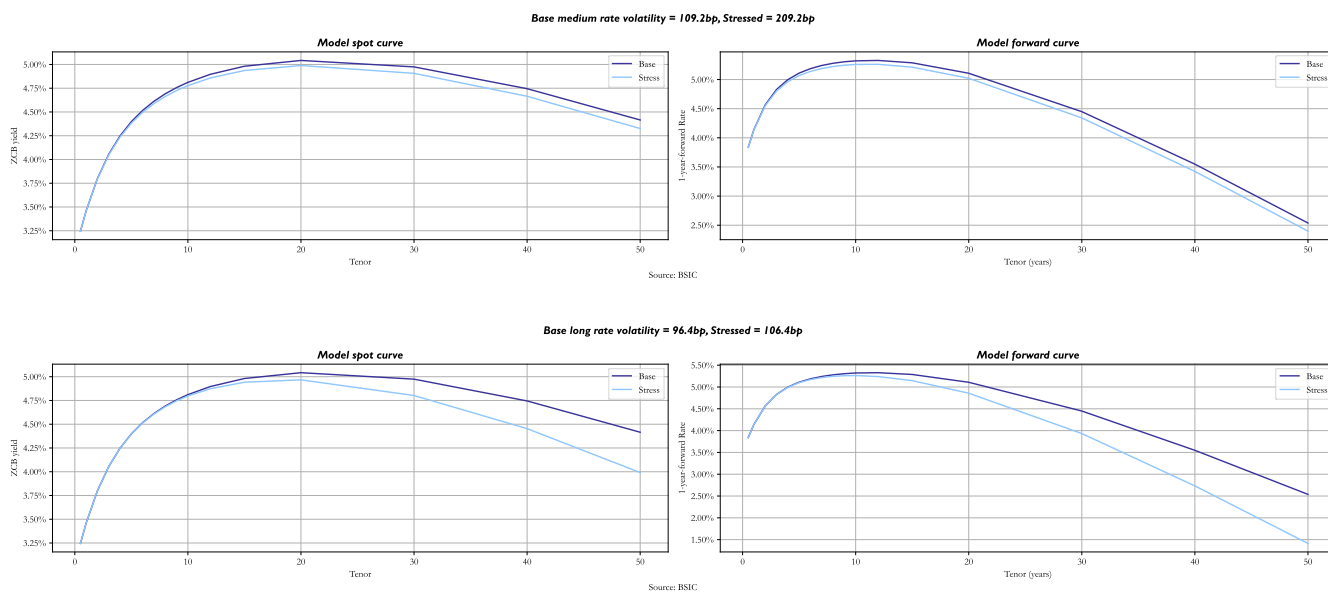 Base medium rate volatility = 109.2bp, Stressed = 209.2bp
Model spot curve
5.00%
4.75%
4.50%
4.25%
4.00%
3.75%
3.50%
3.25%
ZCB yield
0 10 20 30 40 50
Tenor
Base
Stress
Model forward curve
5.00%
4.50%
4.00%
3.50%
3.00%
2.50%
1-year-forward Rate
0 10 20 30 40 50
Tenor (years)
Base
Stress
Source: BSIC
Base long rate volatility = 96.4bp, Stressed = 106.4bp
Model spot curve
5.00%
4.75%
4.50%
4.25%
4.00%
3.75%
3.50%
3.25%
ZCB yield
0 10 20 30 40 50
Tenor
Base
Stress
Model forward curve
5.50%
5.00%
4.50%
4.00%
3.50%
3.00%
2.50%
2.00%
1.50%
1-year-forward Rate
0 10 20 30 40 50
Tenor (years)
Base
Stress
Source: BSIC